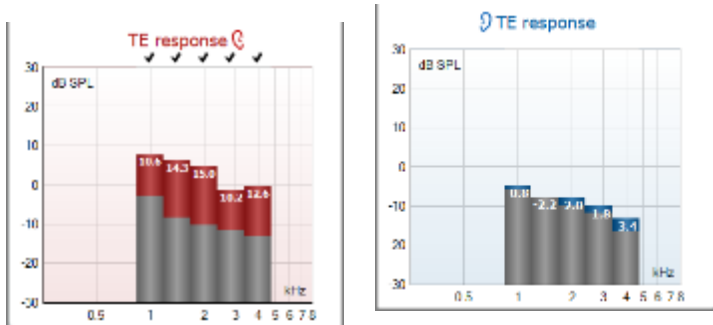 TE response
✔ ✔ ✔ ✔ ✔
30
dB SPL
20
10
0
-10
-20
-30
10.6 14.3 15.0 10.2 12.6
kHz
0.5 1 2 3 4 5 6 7 8
TE response
30
dB SPL
20
10
0
-10
-20
-30
0.8 -2.2 2.0 1.8 3.4
kHz
0.5 1 2 3 4 5 6 7 8